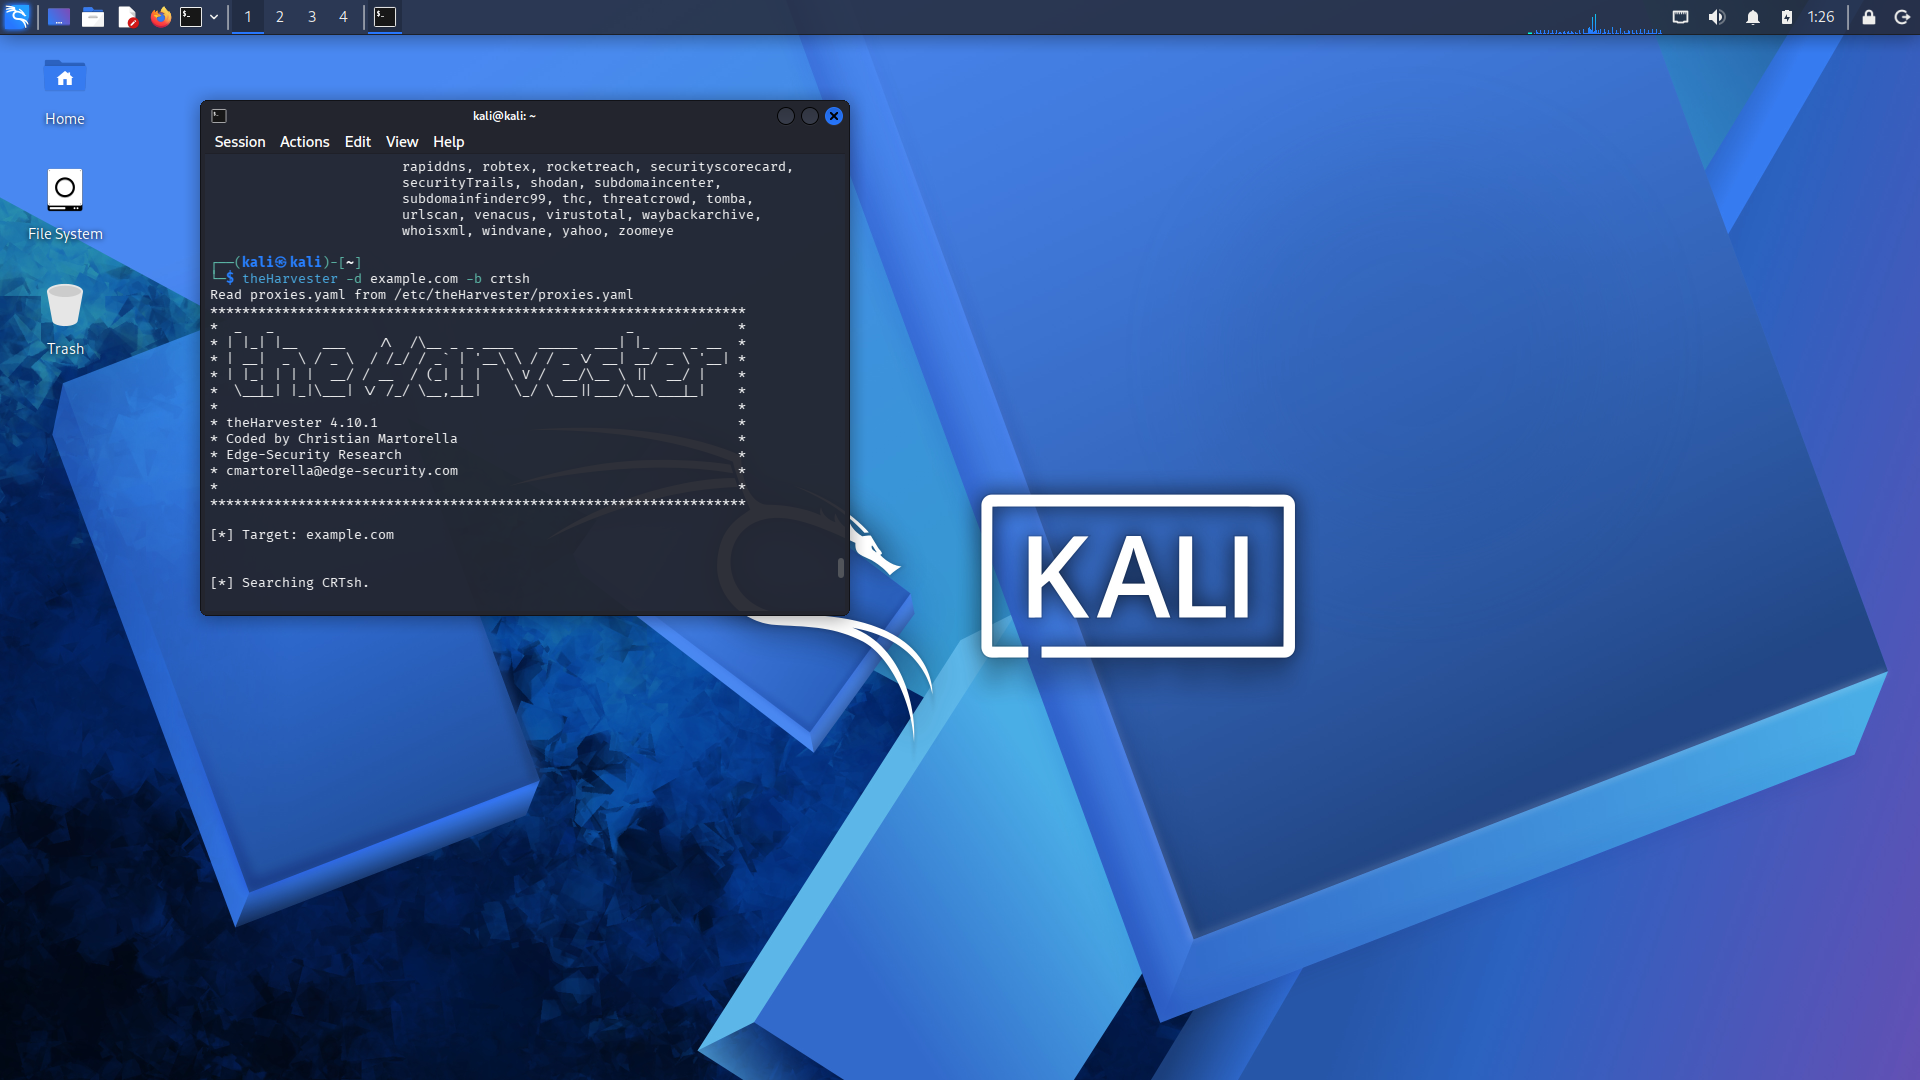 1 2 3 4
1:26
Home
File System
Trash
kali@kali: ~
Session Actions Edit View Help
rapiddns, robtex, rocketreach, securityscorecard,
securityTrails, shodan, subdomaincenter,
subdomainfinderc99, thc, threatcrowd, tomba,
urlscan, venacus, virustotal, waybackarchive,
whoisxml, windvane, yahoo, zoomeye
┌──(kali㉿kali)-[~]
└─$ theHarvester -d example.com -b crtsh
Read proxies.yaml from /etc/theHarvester/proxies.yaml
*******************************************************************
theHarvester
*                                                                 *
* theHarvester 4.10.1                                             *
* Coded by Christian Martorella                                   *
* Edge-Security Research                                          *
* cmartorella@edge-security.com                                   *
*                                                                 *
*******************************************************************
[*] Target: example.com
[*] Searching CRTsh.
KALI